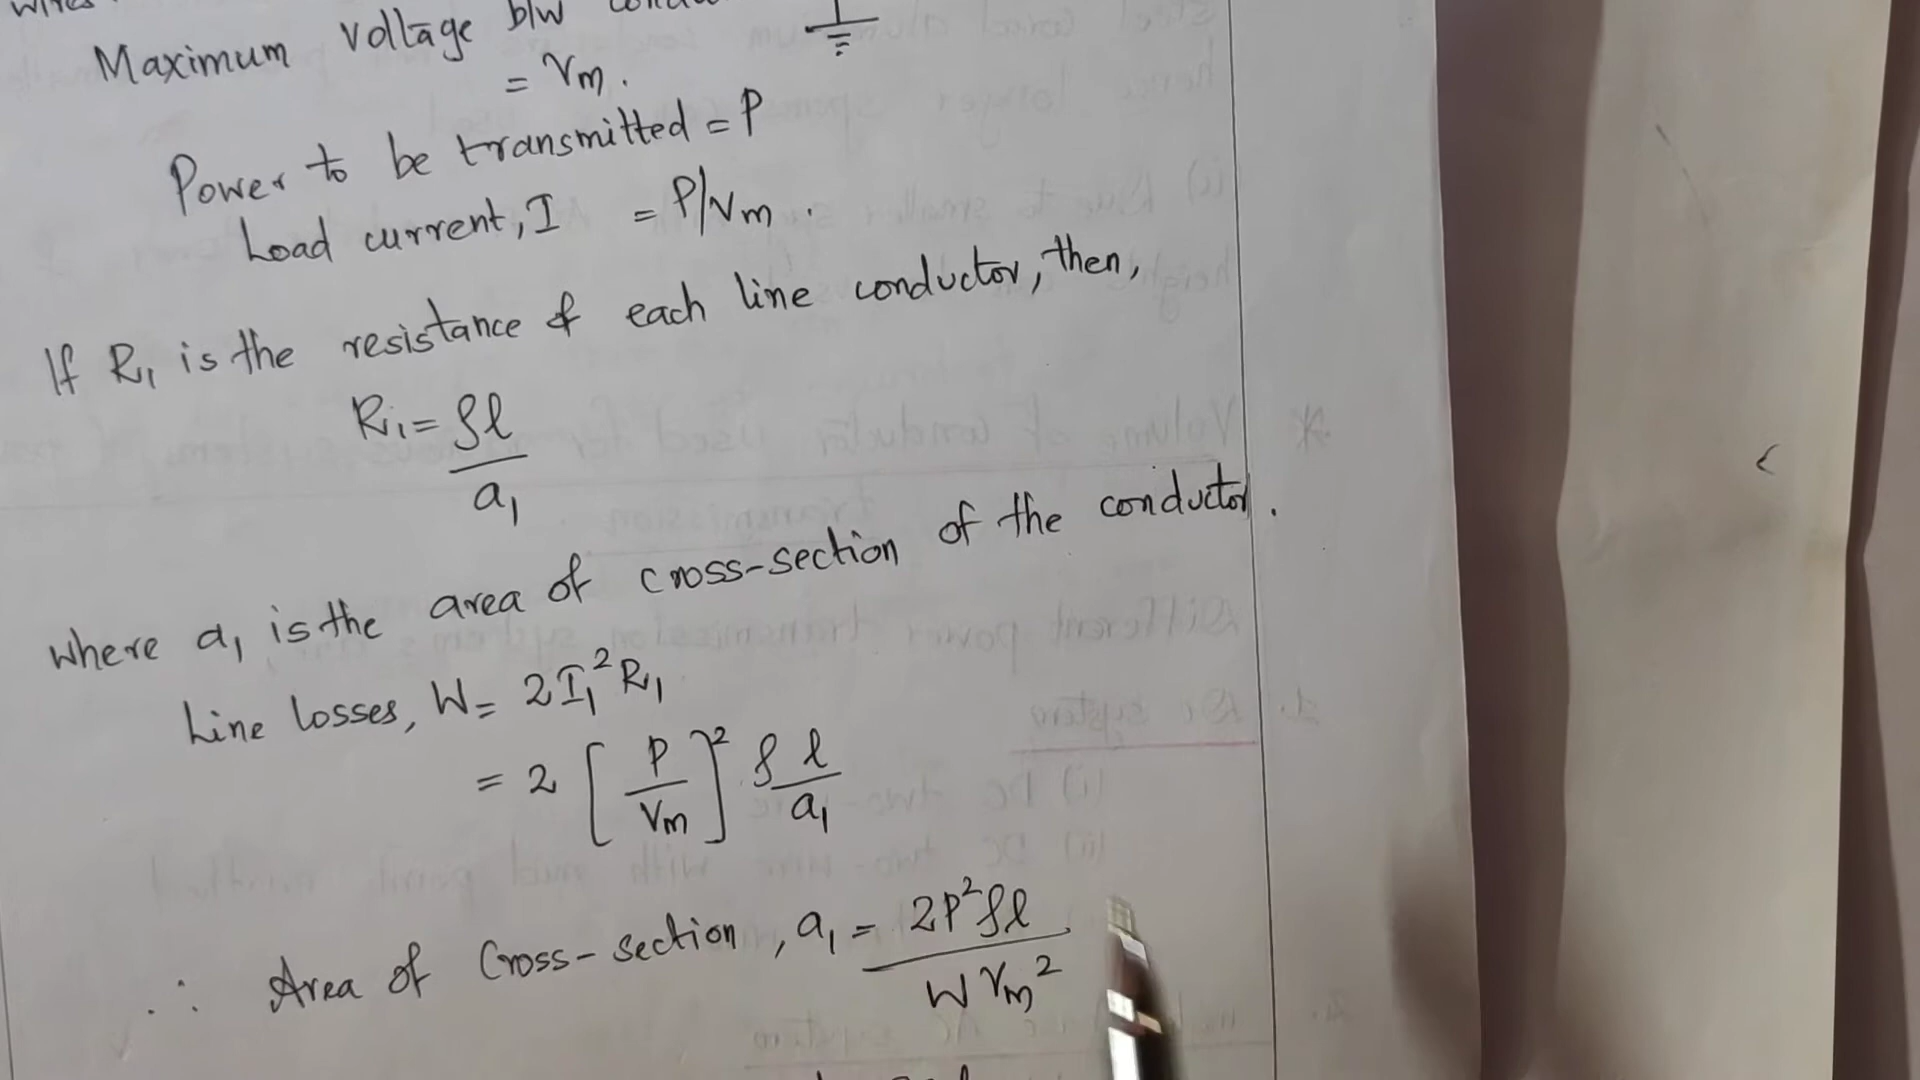 Maximum voltage b/w
= Vm.
Power to be transmitted = P
Load current, I = P/Vm.
If R₁ is the resistance of each line conductor, then,
R₁ = ρl
a₁
where a₁ is the area of cross-section of the conductor.
Line losses, W = 2I₁²R₁
= 2 [P/Vm]² ρ l/a₁
∴ Area of Cross-section, a₁ = 2P²ρl
WVm²